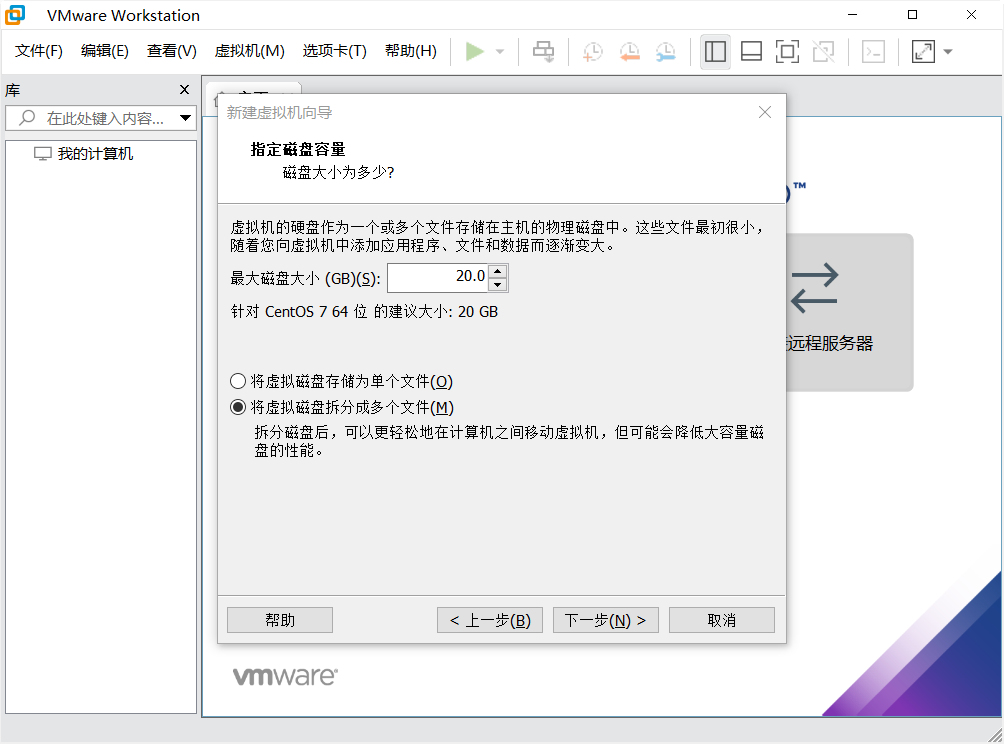 VMware Workstation
文件(F) 编辑(E) 查看(V) 虚拟机(M) 选项卡(T) 帮助(H)
库
在此处键入内容...
我的计算机
新建虚拟机向导
指定磁盘容量
磁盘大小为多少?
虚拟机的硬盘作为一个或多个文件存储在主机的物理磁盘中。这些文件最初很小，
随着您向虚拟机中添加应用程序、文件和数据而逐渐变大。
最大磁盘大小 (GB)(S): 20.0
针对 CentOS 7 64 位 的建议大小: 20 GB
将虚拟磁盘存储为单个文件(O)
将虚拟磁盘拆分成多个文件(M)
拆分磁盘后，可以更轻松地在计算机之间移动虚拟机，但可能会降低大容量磁
盘的性能。
帮助 < 上一步(B) 下一步(N) > 取消
TM
远程服务器
vmware